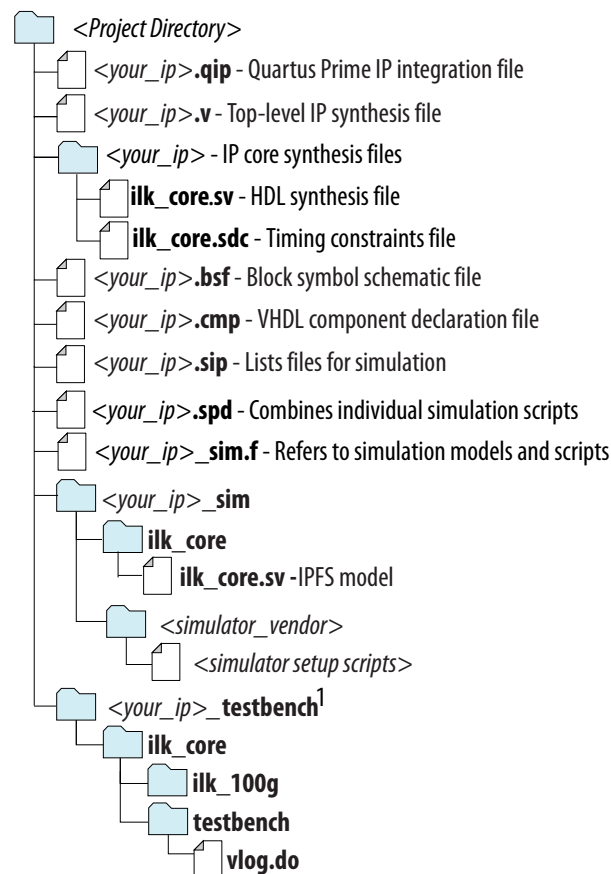 <Project Directory>
<your_ip>.qip - Quartus Prime IP integration file
<your_ip>.v - Top-level IP synthesis file
<your_ip> - IP core synthesis files
ilk_core.sv - HDL synthesis file
ilk_core.sdc - Timing constraints file
<your_ip>.bsf - Block symbol schematic file
<your_ip>.cmp - VHDL component declaration file
<your_ip>.sip - Lists files for simulation
<your_ip>.spd - Combines individual simulation scripts
<your_ip>_sim.f - Refers to simulation models and scripts
<your_ip>_sim
ilk_core
ilk_core.sv -IPFS model
<simulator_vendor>
<simulator setup scripts>
<your_ip>_testbench1
ilk_core
ilk_100g
testbench
vlog.do